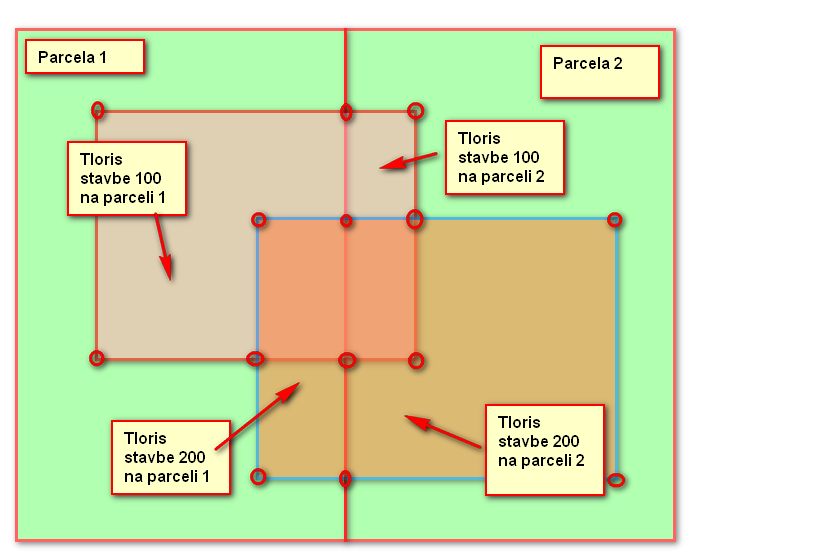 Parcela 1
Parcela 2
Tloris
stavbe 100
na parceli 1
Tloris
stavbe 100
na parceli 2
Tloris
stavbe 200
na parceli 1
Tloris
stavbe 200
na parceli 2